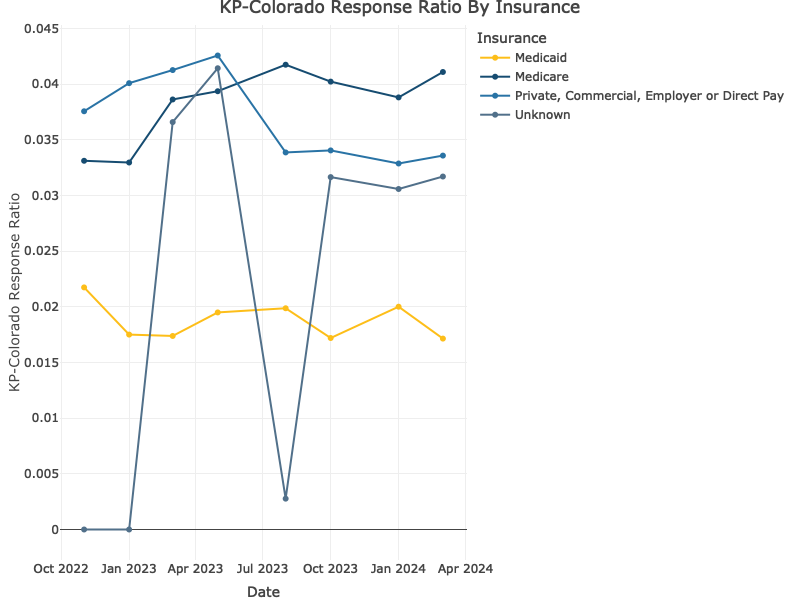 KP-Colorado Response Ratio By Insurance
Insurance
Medicaid
Medicare
Private, Commercial, Employer or Direct Pay
Unknown
KP-Colorado Response Ratio
0.045
0.04
0.035
0.03
0.025
0.02
0.015
0.01
0.005
0
Oct 2022 Jan 2023 Apr 2023 Jul 2023 Oct 2023 Jan 2024 Apr 2024
Date